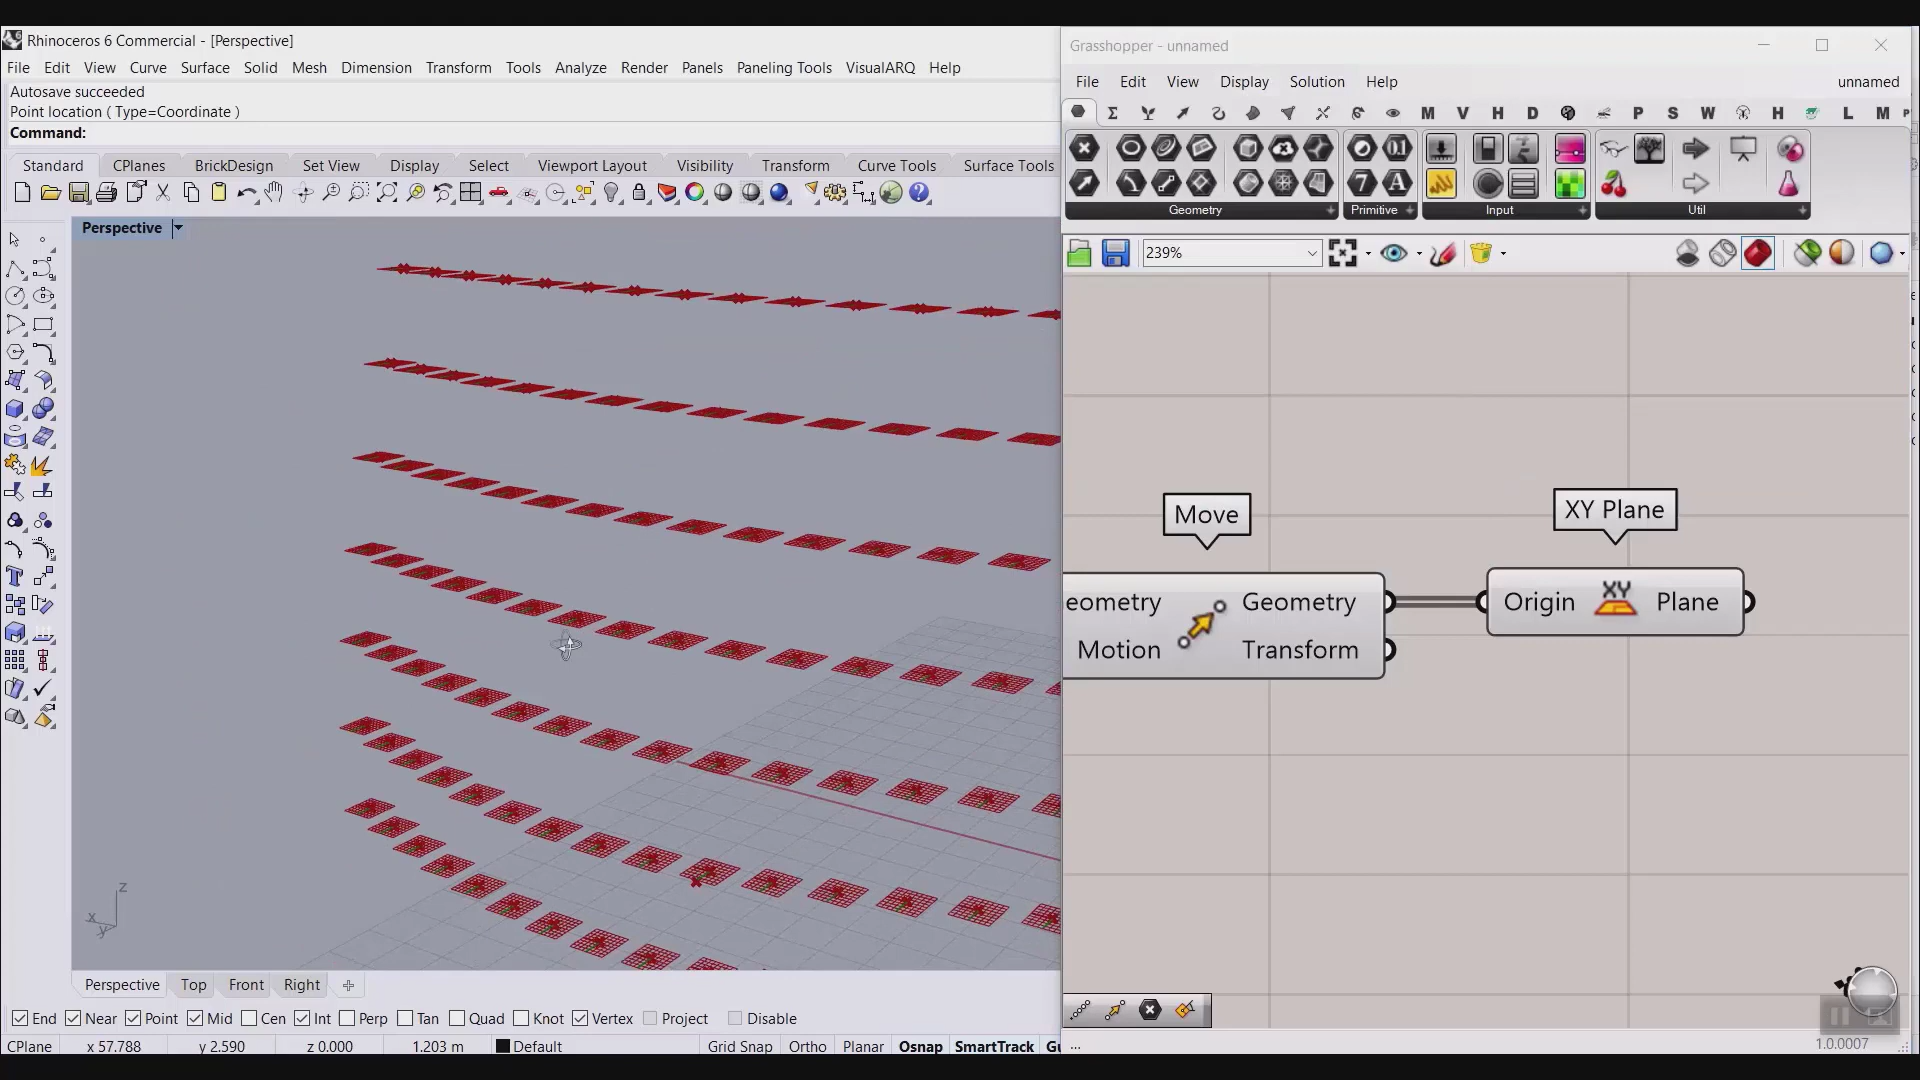 Rhinoceros 6 Commercial - [Perspective]
File Edit View Curve Surface Solid Mesh Dimension Transform Tools Analyze Render Panels Paneling Tools VisualARQ Help
Autosave succeeded
Point location ( Type=Coordinate )
Command:
Standard CPlanes BrickDesign Set View Display Select Viewport Layout Visibility Transform Curve Tools Surface Tools
Perspective
z
x
y
Perspective Top Front Right
End Near Point Mid Cen Int Perp Tan Quad Knot Vertex Project Disable
CPlane x 57.788 y 2.590 z 0.000 1.203 m Default Grid Snap Ortho Planar Osnap SmartTrack
Grasshopper - unnamed
File Edit View Display Solution Help unnamed
M V H D P S W H L M
Geometry Primitive Input Util
239%
Move
XY Plane
eometry Geometry
Motion Transform
Origin XY Plane
...
1.0.0007